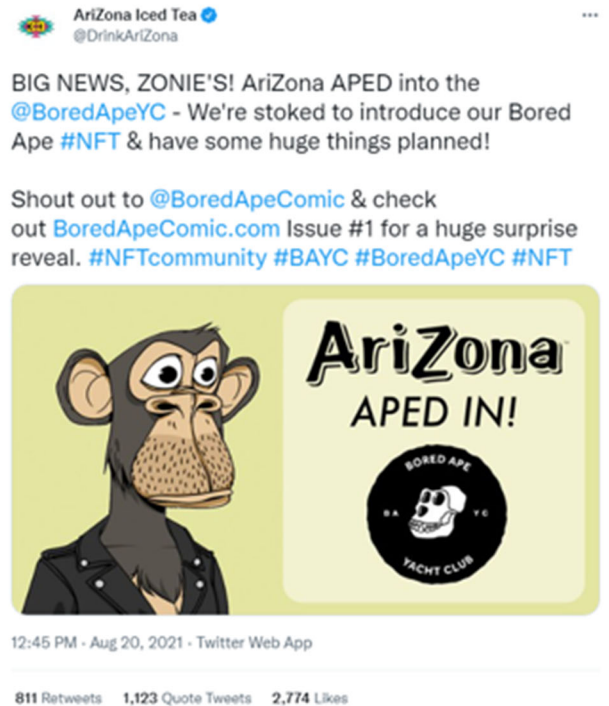 AriZona Iced Tea
@DrinkAriZona
BIG NEWS, ZONIE'S! AriZona APED into the
@BoredApeYC - We're stoked to introduce our Bored
Ape #NFT & have some huge things planned!
Shout out to @BoredApeComic & check
out BoredApeComic.com Issue #1 for a huge surprise
reveal. #NFTcommunity #BAYC #BoredApeYC #NFT
AriZona
APED IN!
BORED APE
BA YC
YACHT CLUB
12:45 PM · Aug 20, 2021 · Twitter Web App
811 Retweets 1,123 Quote Tweets 2,774 Likes